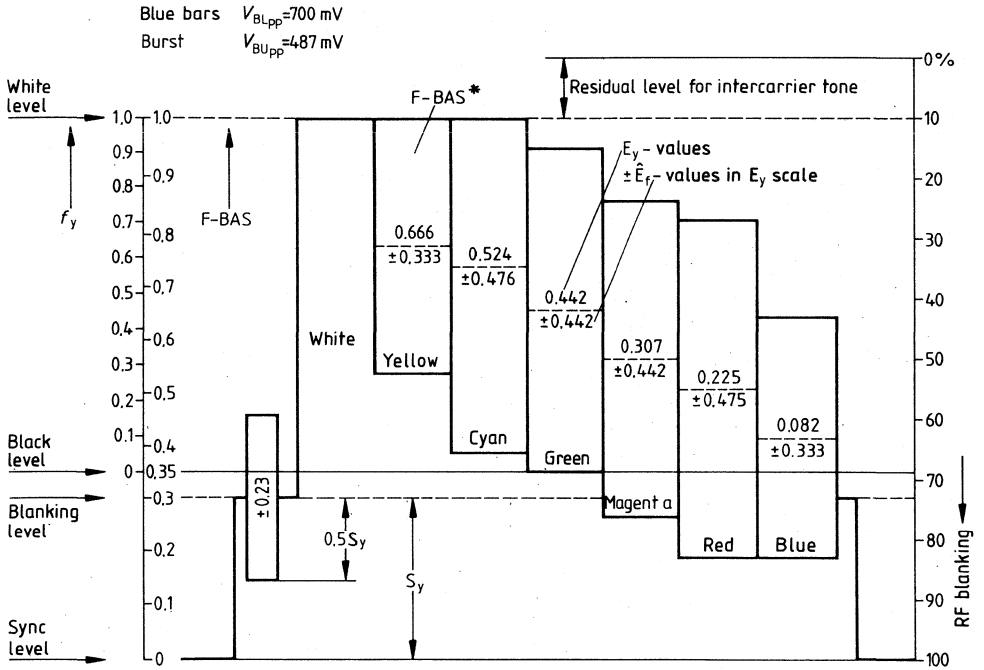 Blue bars V_BLpp=700 mV
Burst V_BUpp=487 mV
White level
1.0 1.0
0.9
0.8
0.7
0.6
0.5
0.4
0.3
0.2
0.1
0
0.9
0.8
0.7
0.6
0.5
0.4
0.35
0.3
0.2
0.1
0
f_y
F-BAS
F-BAS*
Residual level for intercarrier tone
E_y - values
±Ê_f - values in E_y scale
White
0.666
±0.333
Yellow
0.524
±0.476
Cyan
0.442
±0.442
Green
0.307
±0.442
Magenta
0.225
±0.475
Red
0.082
±0.333
Blue
±0.23
0.5S_y
S_y
Black level
Blanking level
Sync level
0%
10
20
30
40
50
60
70
80
90
100
RF blanking